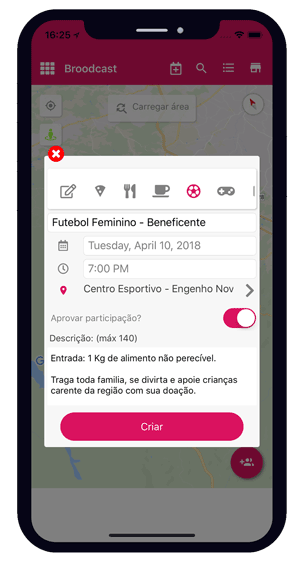 16:25
Broodcast
Carregar área
Futebol Feminino - Beneficente
Tuesday, April 10, 2018
7:00 PM
Centro Esportivo - Engenho Nov
Aprovar participação?
Descrição: (máx 140)
Entrada: 1 Kg de alimento não perecível.
Traga toda familia, se divirta e apoie crianças
carente da região com sua doação.
Criar